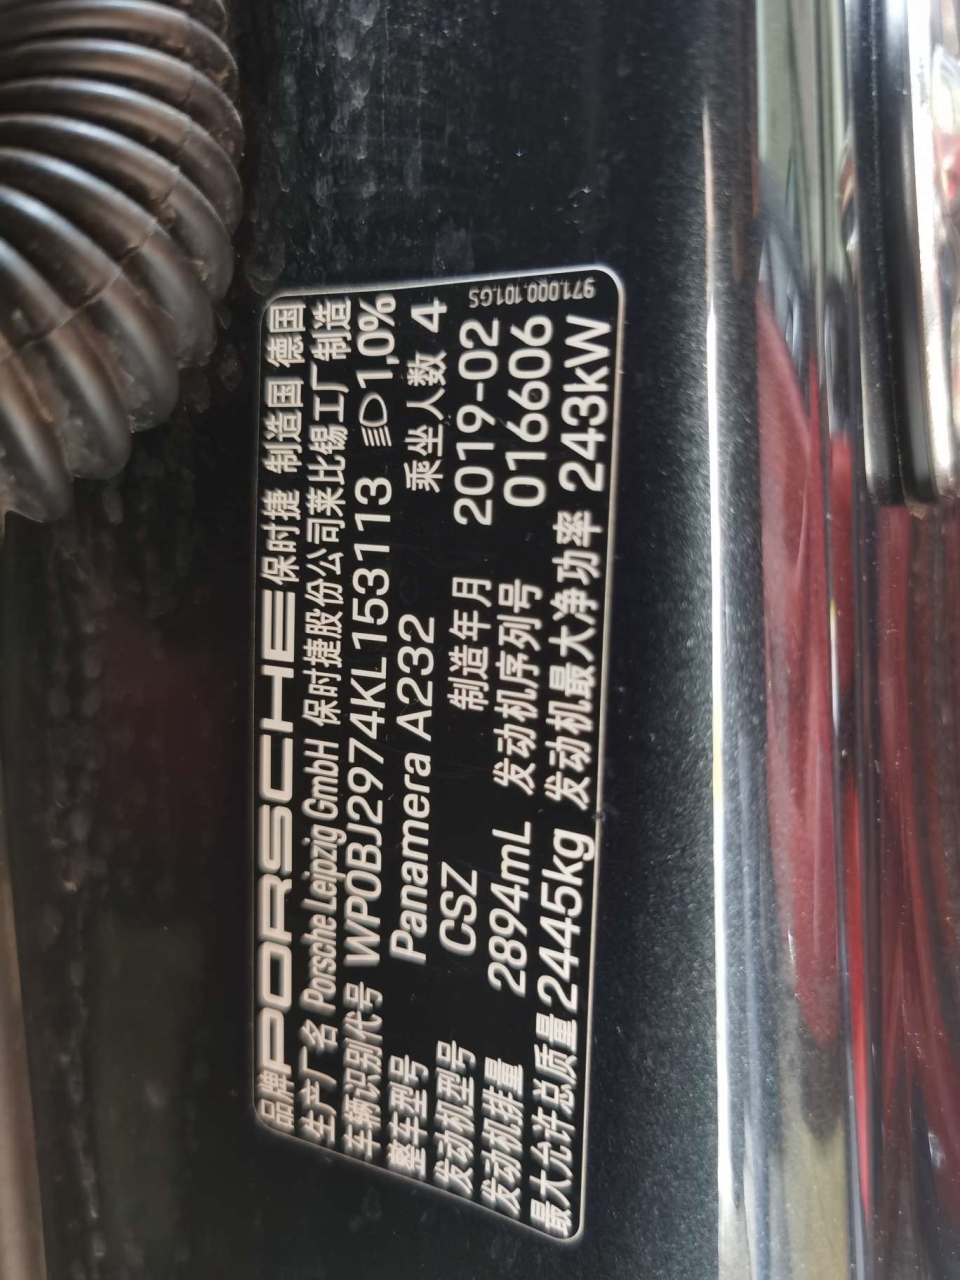 品牌 PORSCHE 保时捷 制造国 德国
生产厂名 Porsche Leipzig GmbH 保时捷股份公司莱比锡工厂制造
车辆识别代号 WP0BJ2974KL153113 1,0%
整车型号 Panamera A232 乘坐人数 4
发动机型号 CSZ 制造年月 2019-02
发动机排量 2894mL 发动机序列号 016606
最大允许总质量 2445kg 发动机最大净功率 243kW
971.000.101.GS